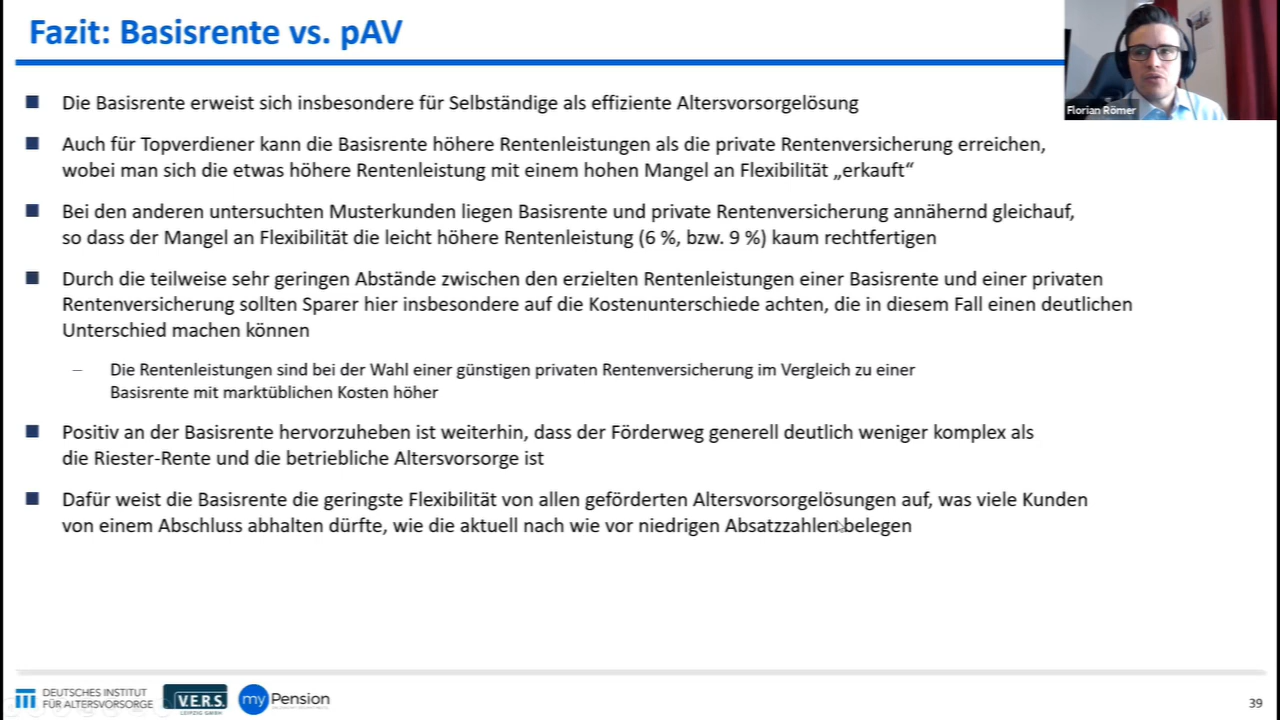 Fazit: Basisrente vs. pAV
Florian Römer
Die Basisrente erweist sich insbesondere für Selbständige als effiziente Altersvorsorgelösung
Auch für Topverdiener kann die Basisrente höhere Rentenleistungen als die private Rentenversicherung erreichen,
wobei man sich die etwas höhere Rentenleistung mit einem hohen Mangel an Flexibilität „erkauft“
Bei den anderen untersuchten Musterkunden liegen Basisrente und private Rentenversicherung annähernd gleichauf,
so dass der Mangel an Flexibilität die leicht höhere Rentenleistung (6 %, bzw. 9 %) kaum rechtfertigen
Durch die teilweise sehr geringen Abstände zwischen den erzielten Rentenleistungen einer Basisrente und einer privaten
Rentenversicherung sollten Sparer hier insbesondere auf die Kostenunterschiede achten, die in diesem Fall einen deutlichen
Unterschied machen können
– Die Rentenleistungen sind bei der Wahl einer günstigen privaten Rentenversicherung im Vergleich zu einer
Basisrente mit marktüblichen Kosten höher
Positiv an der Basisrente hervorzuheben ist weiterhin, dass der Förderweg generell deutlich weniger komplex als
die Riester-Rente und die betriebliche Altersvorsorge ist
Dafür weist die Basisrente die geringste Flexibilität von allen geförderten Altersvorsorgelösungen auf, was viele Kunden
von einem Abschluss abhalten dürfte, wie die aktuell nach wie vor niedrigen Absatzzahlen belegen
DEUTSCHES INSTITUT
FÜR ALTERSVORSORGE
V.E.R.S.
LEIPZIG GMBH
myPension
39